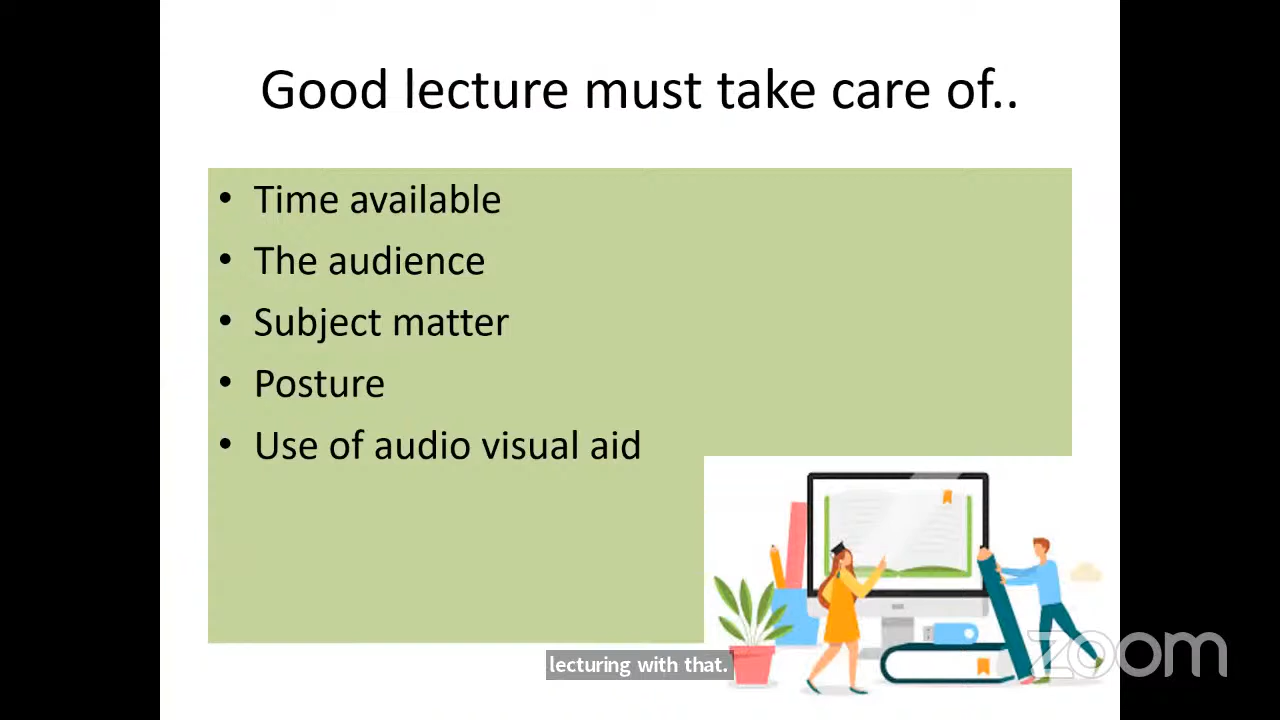 Good lecture must take care of..
• Time available
• The audience
• Subject matter
• Posture
• Use of audio visual aid
lecturing with that.
zoom